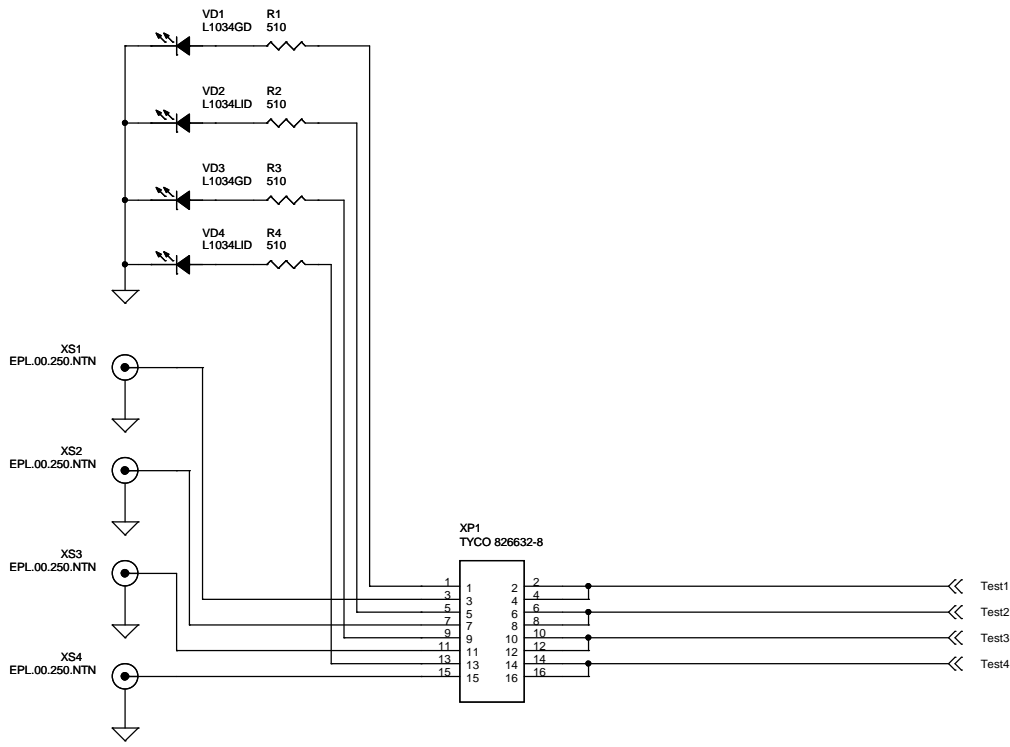 VD1 R1
L1034GD 510
VD2 R2
L1034LID 510
VD3 R3
L1034GD 510
VD4 R4
L1034LID 510
XS1
EPL.00.250.NTN
XS2
EPL.00.250.NTN
XS3
EPL.00.250.NTN
XS4
EPL.00.250.NTN
XP1
TYCO 826632-8
1 1 2 2 Test1
3 3 4 4
5 5 6 6 Test2
7 7 8 8
9 9 10 10 Test3
11 11 12 12
13 13 14 14 Test4
15 15 16 16